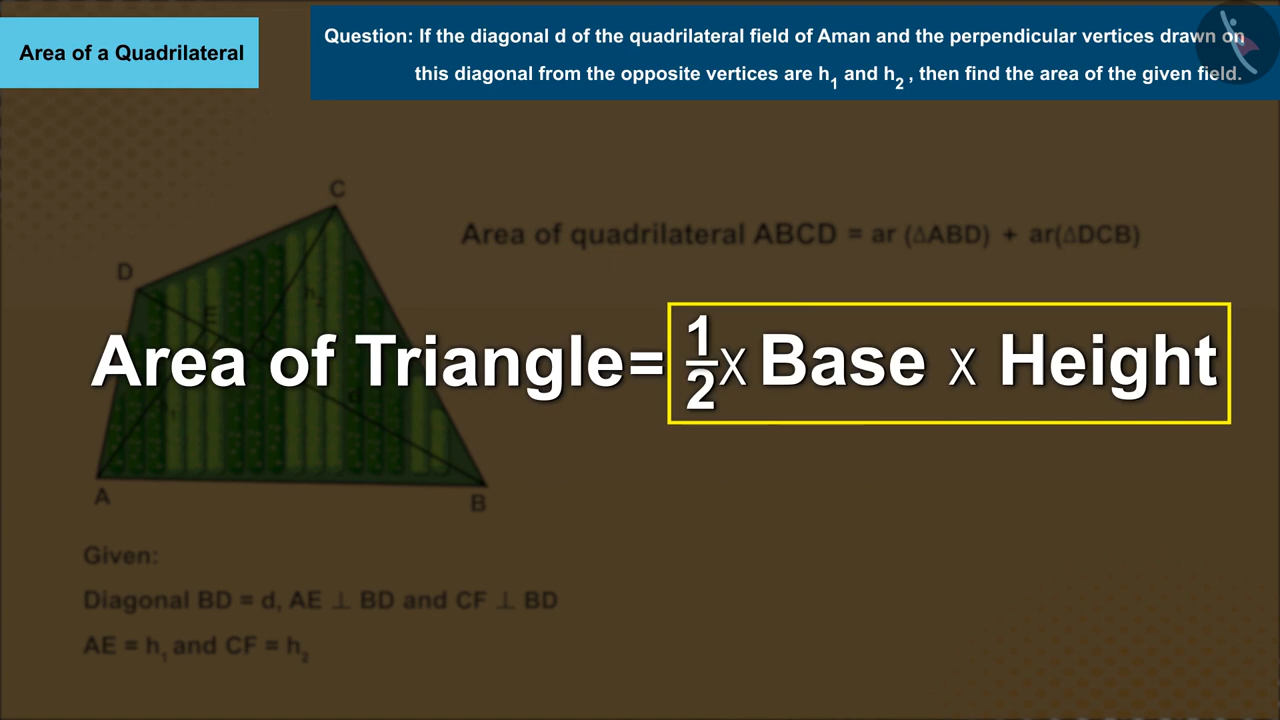 Area of a Quadrilateral
Question: If the diagonal d of the quadrilateral field of Aman and the perpendicular vertices drawn on
this diagonal from the opposite vertices are h₁ and h₂ , then find the area of the given field.
C
Area of quadrilateral ABCD = ar (ΔABD) + ar(ΔDCB)
D
h₂
E
Area of Triangle= 1/2 x Base x Height
d
h₁
A
B
Given:
Diagonal BD = d, AE ⊥ BD and CF ⊥ BD
AE = h₁ and CF = h₂